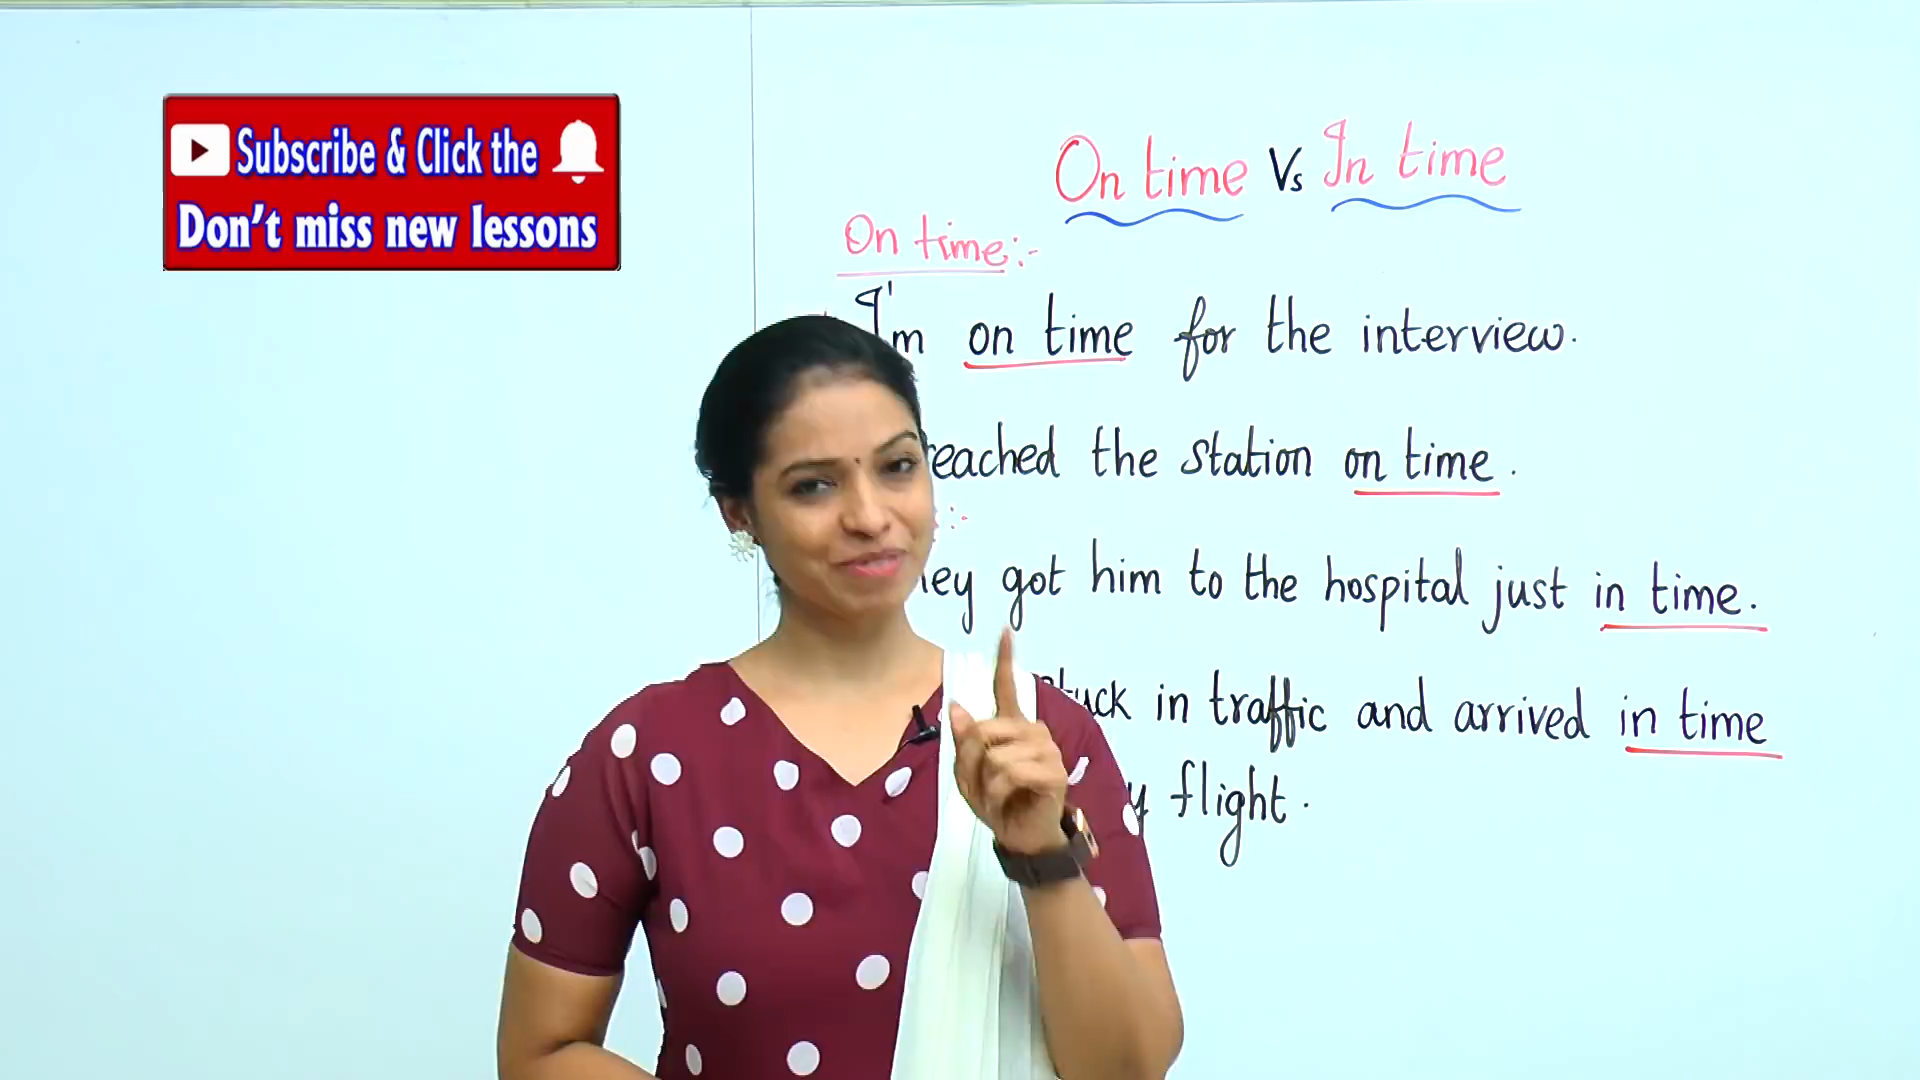 Subscribe & Click the
Don't miss new lessons
On time Vs In time
On time:-
I'm on time for the interview.
reached the station on time.
:-
got him to the hospital just in time.
in traffic and arrived in time
flight.